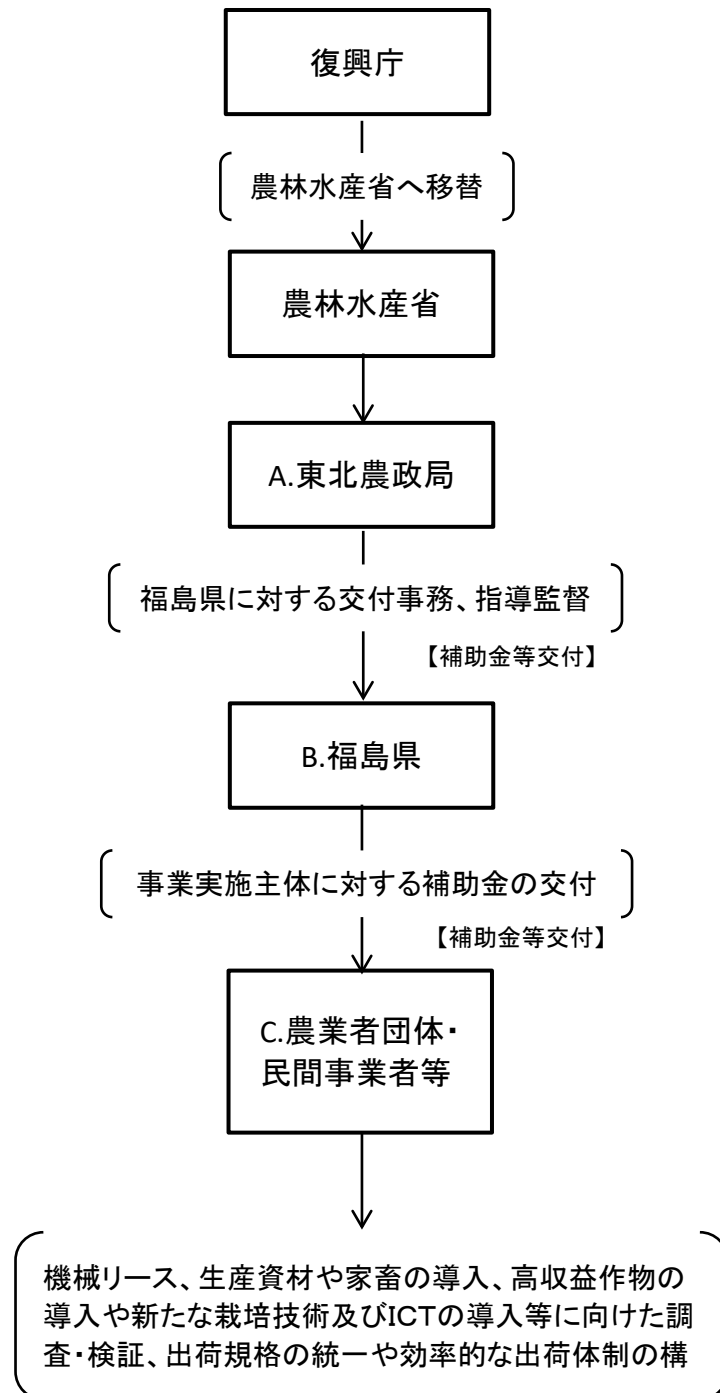 復興庁
農林水産省へ移替
農林水産省
A.東北農政局
福島県に対する交付事務、指導監督
【補助金等交付】
B.福島県
事業実施主体に対する補助金の交付
【補助金等交付】
C.農業者団体・
民間事業者等
機械リース、生産資材や家畜の導入、高収益作物の
導入や新たな栽培技術及びICTの導入等に向けた調
査・検証、出荷規格の統一や効率的な出荷体制の構